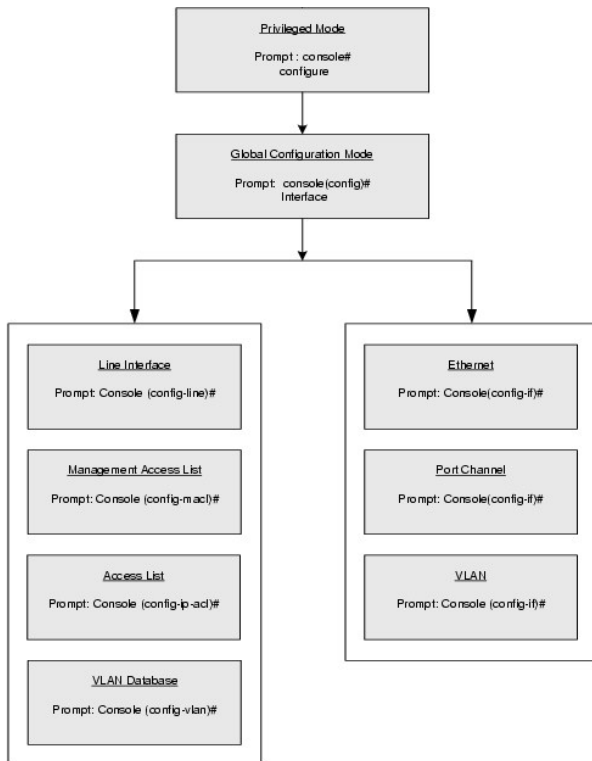 Privileged Mode
Prompt : console#
configure
Global Configuration Mode
Prompt: console(config)#
Interface
Line Interface
Prompt: Console (config-line)#
Management Access List
Prompt: Console (config-macl)#
Access List
Prompt: Console (config-ip-acl)#
VLAN Database
Prompt: Console (config-vlan)#
Ethernet
Prompt: Console(config-if)#
Port Channel
Prompt: Console(config-if)#
VLAN
Prompt: Console (config-if)#